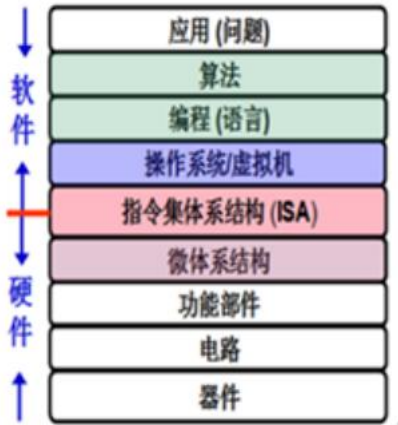 应用 (问题)
算法
编程 (语言)
操作系统/虚拟机
指令集体系结构 (ISA)
微体系结构
功能部件
电路
器件
软件
硬件